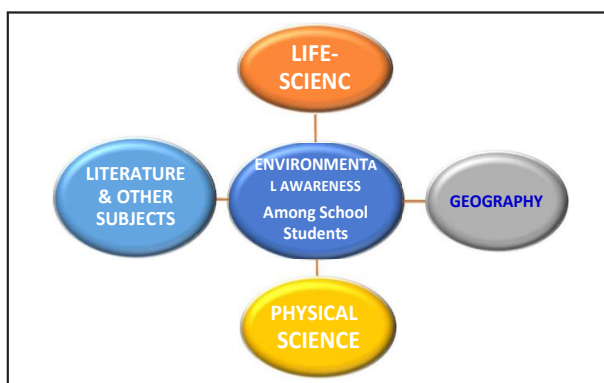 LIFE-
SCIENC
LITERATURE
& OTHER
SUBJECTS
ENVIRONMENTA
L AWARENESS
Among School
Students
GEOGRAPHY
PHYSICAL
SCIENCE